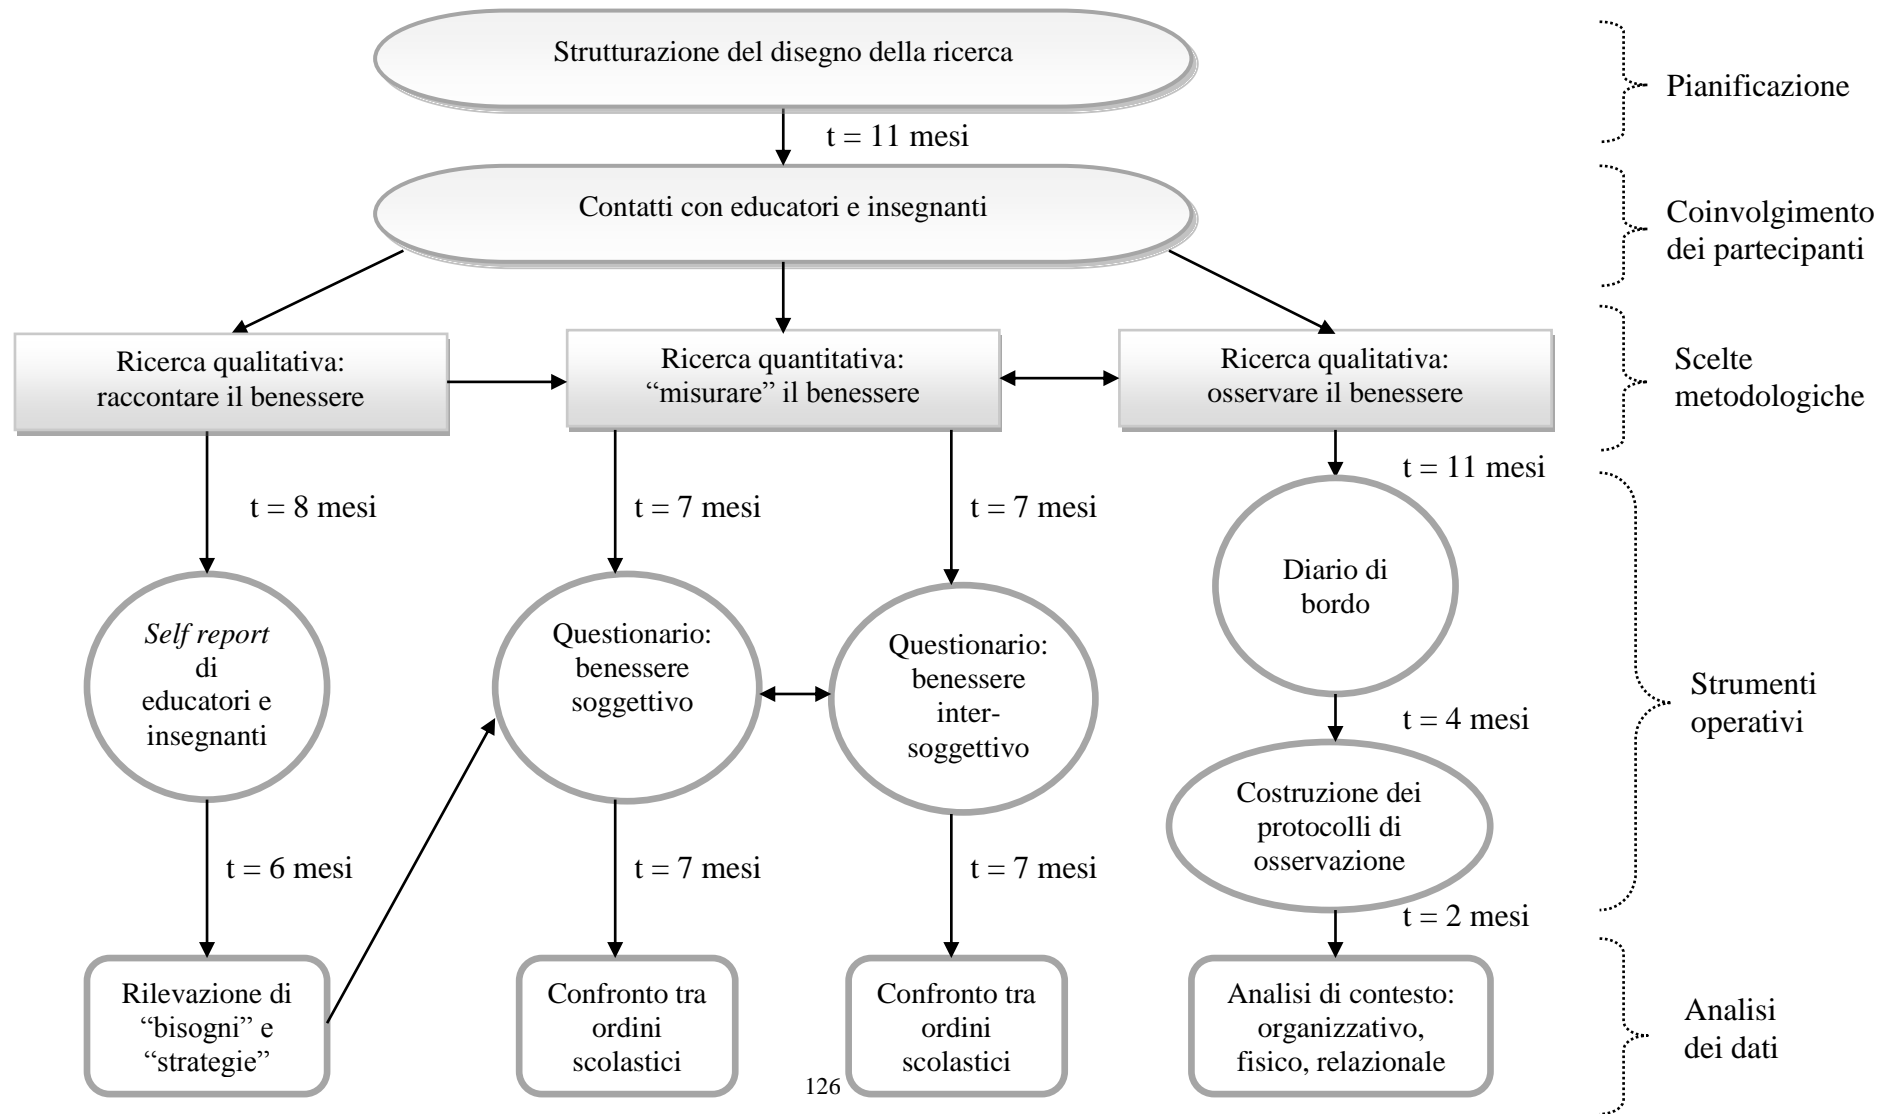 Strutturazione del disegno della ricerca
Pianificazione
t = 11 mesi
Contatti con educatori e insegnanti
Coinvolgimento
dei partecipanti
Ricerca qualitativa:
raccontare il benessere
Ricerca quantitativa:
“misurare” il benessere
Ricerca qualitativa:
osservare il benessere
Scelte
metodologiche
t = 8 mesi
t = 7 mesi
t = 7 mesi
t = 11 mesi
Self report
di
educatori e
insegnanti
Questionario:
benessere
soggettivo
Questionario:
benessere
inter-
soggettivo
Diario di
bordo
t = 4 mesi
Costruzione dei
protocolli di
osservazione
Strumenti
operativi
t = 6 mesi
t = 7 mesi
t = 7 mesi
t = 2 mesi
Rilevazione di
“bisogni” e
“strategie”
Confronto tra
ordini
scolastici
Confronto tra
ordini
scolastici
Analisi di contesto:
organizzativo,
fisico, relazionale
Analisi
dei dati
126